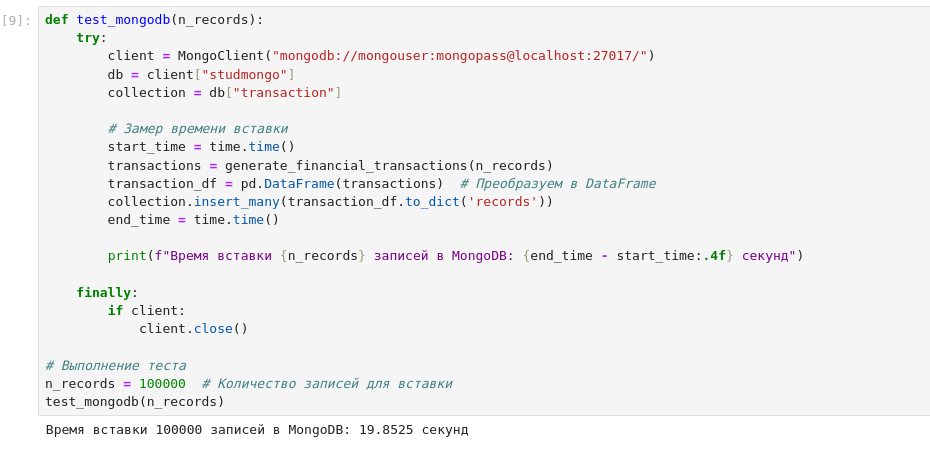 [9]:
def test_mongodb(n_records):
    try:
        client = MongoClient("mongodb://mongouser:mongopass@localhost:27017/")
        db = client["studmongo"]
        collection = db["transaction"]

        # Замер времени вставки
        start_time = time.time()
        transactions = generate_financial_transactions(n_records)
        transaction_df = pd.DataFrame(transactions)  # Преобразуем в DataFrame
        collection.insert_many(transaction_df.to_dict('records'))
        end_time = time.time()

        print(f"Время вставки {n_records} записей в MongoDB: {end_time - start_time:.4f} секунд")

    finally:
        if client:
            client.close()

# Выполнение теста
n_records = 100000  # Количество записей для вставки
test_mongodb(n_records)
Время вставки 100000 записей в MongoDB: 19.8525 секунд